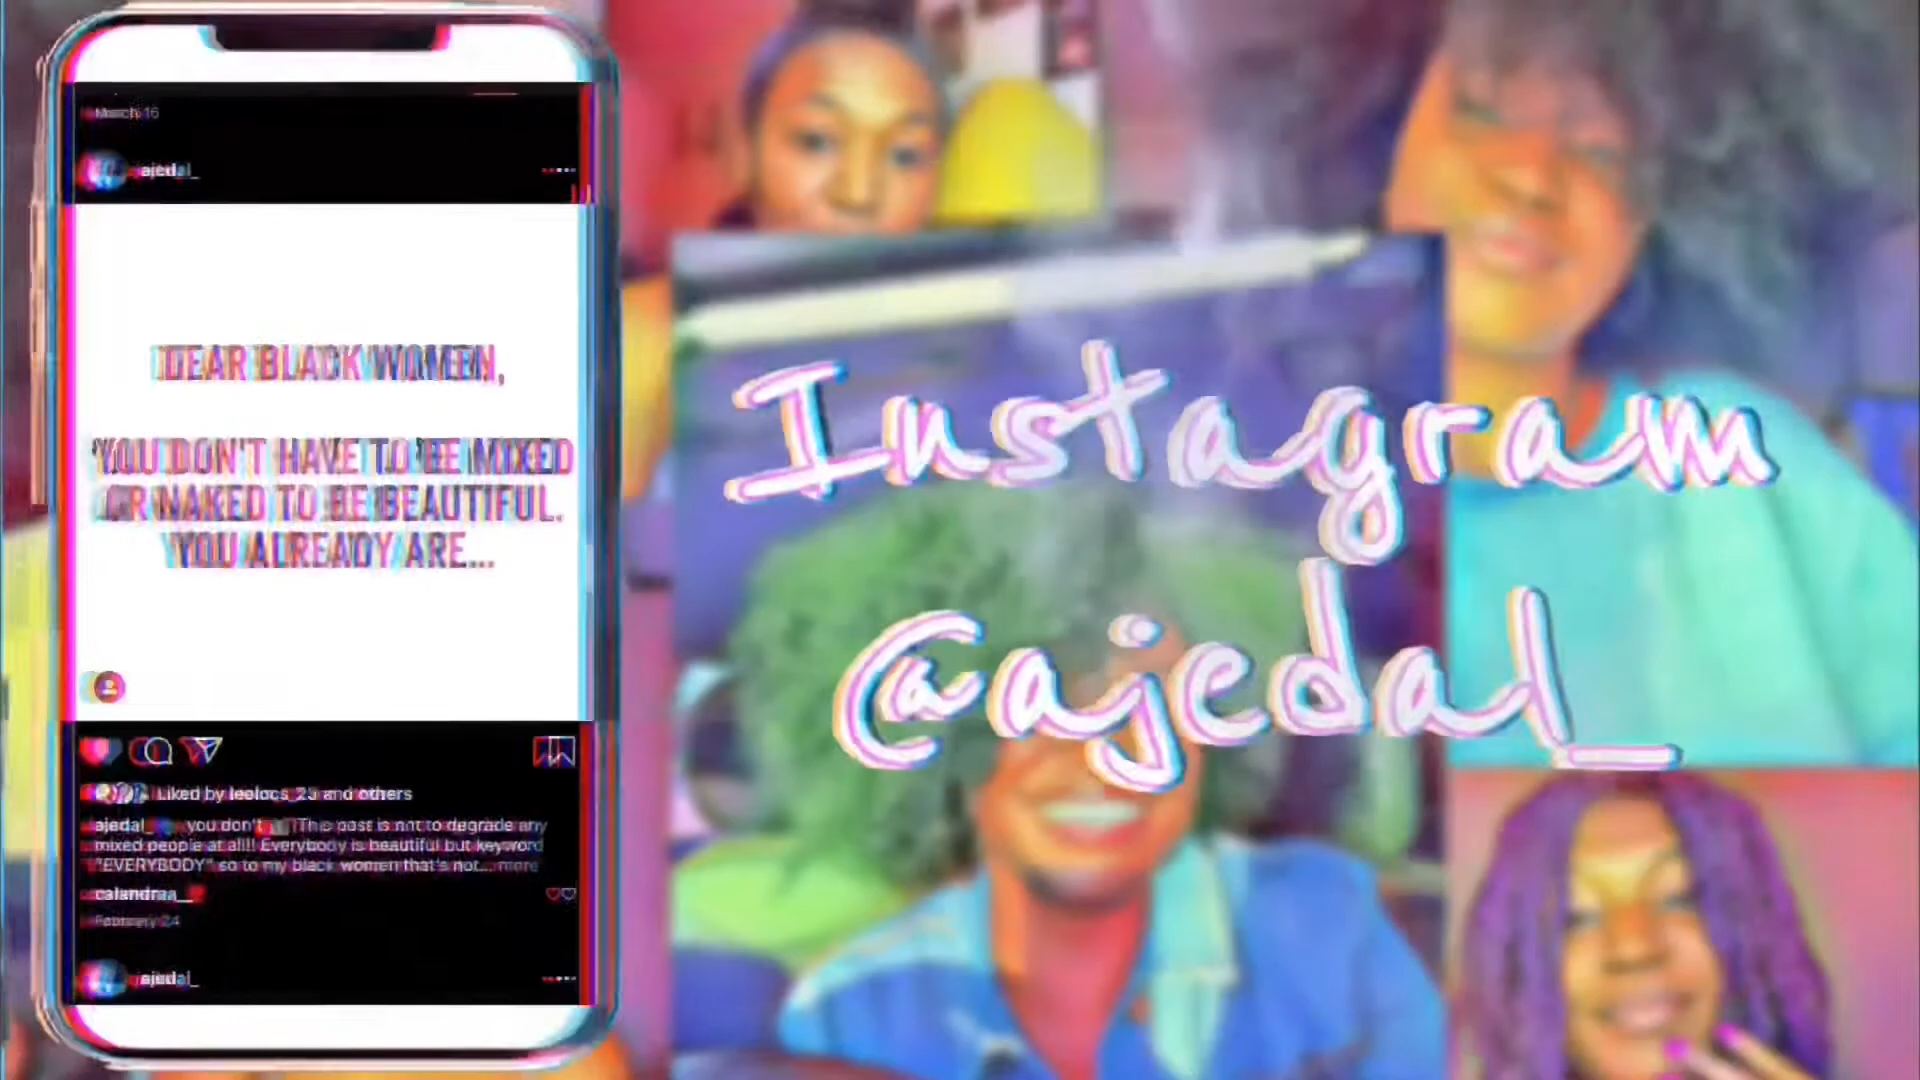 March 16
ajedal_
DEAR BLACK WOMEN,
YOU DON'T HAVE TO BE MIXED
OR NAKED TO BE BEAUTIFUL.
YOU ALREADY ARE...
Liked by and others
ajedal_ you don't This post is not to degrade any
mixed people at all!! Everybody is beautiful but keyword
"EVERYBODY" so to my black women that's not... more
calandraa__
February 24
ajedal_
Instagram
@ajedal_